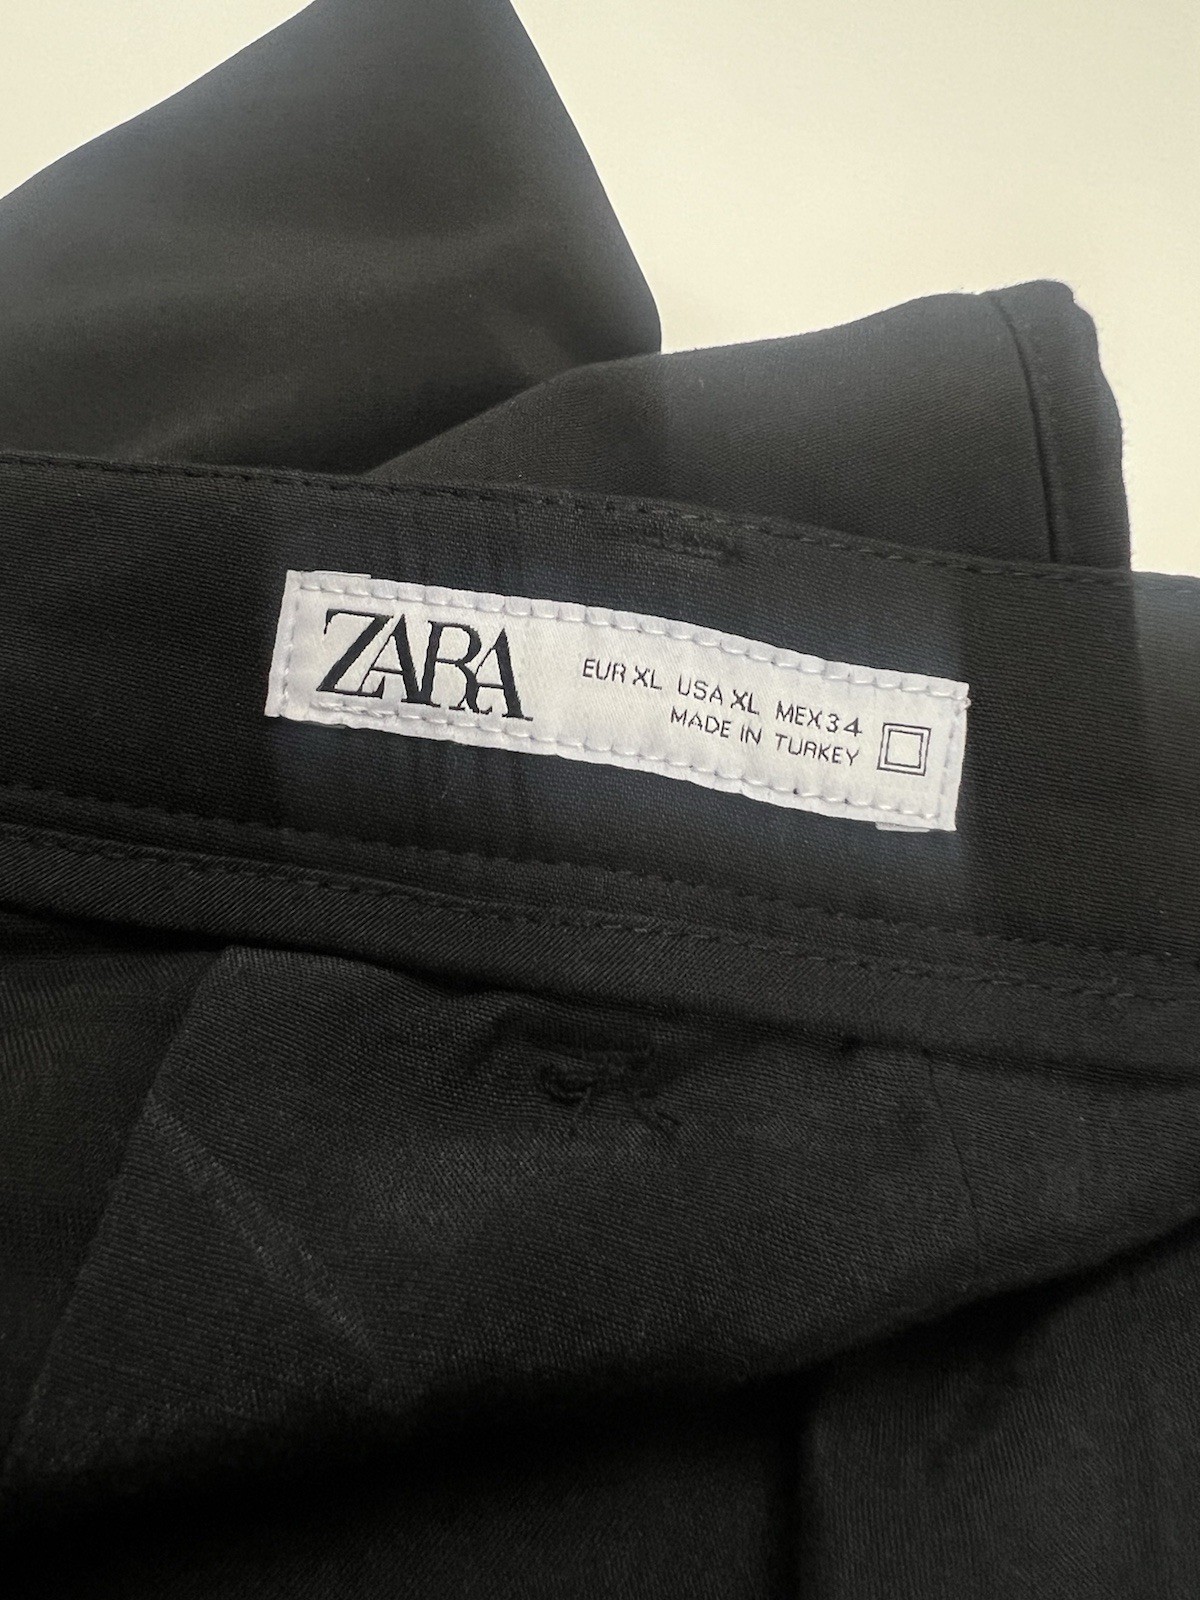 ZARA
EUR XL USA XL MEX 34
MADE IN TURKEY